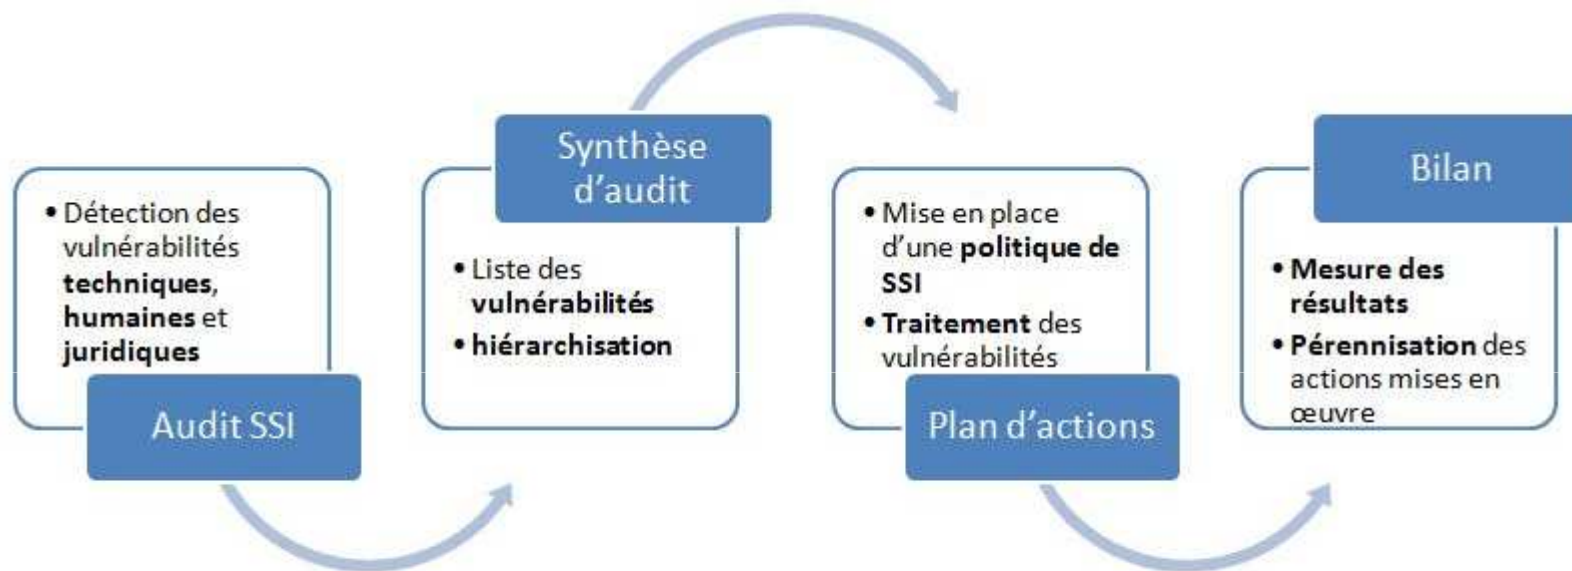 • Détection des
vulnérabilités
techniques,
humaines et
juridiques
Audit SSI
Synthèse
d'audit
• Liste des
vulnérabilités
• hiérarchisation
• Mise en place
d'une politique de
SSI
• Traitement des
vulnérabilités
Plan d'actions
Bilan
• Mesure des
résultats
• Pérennisation des
actions mises en
œuvre